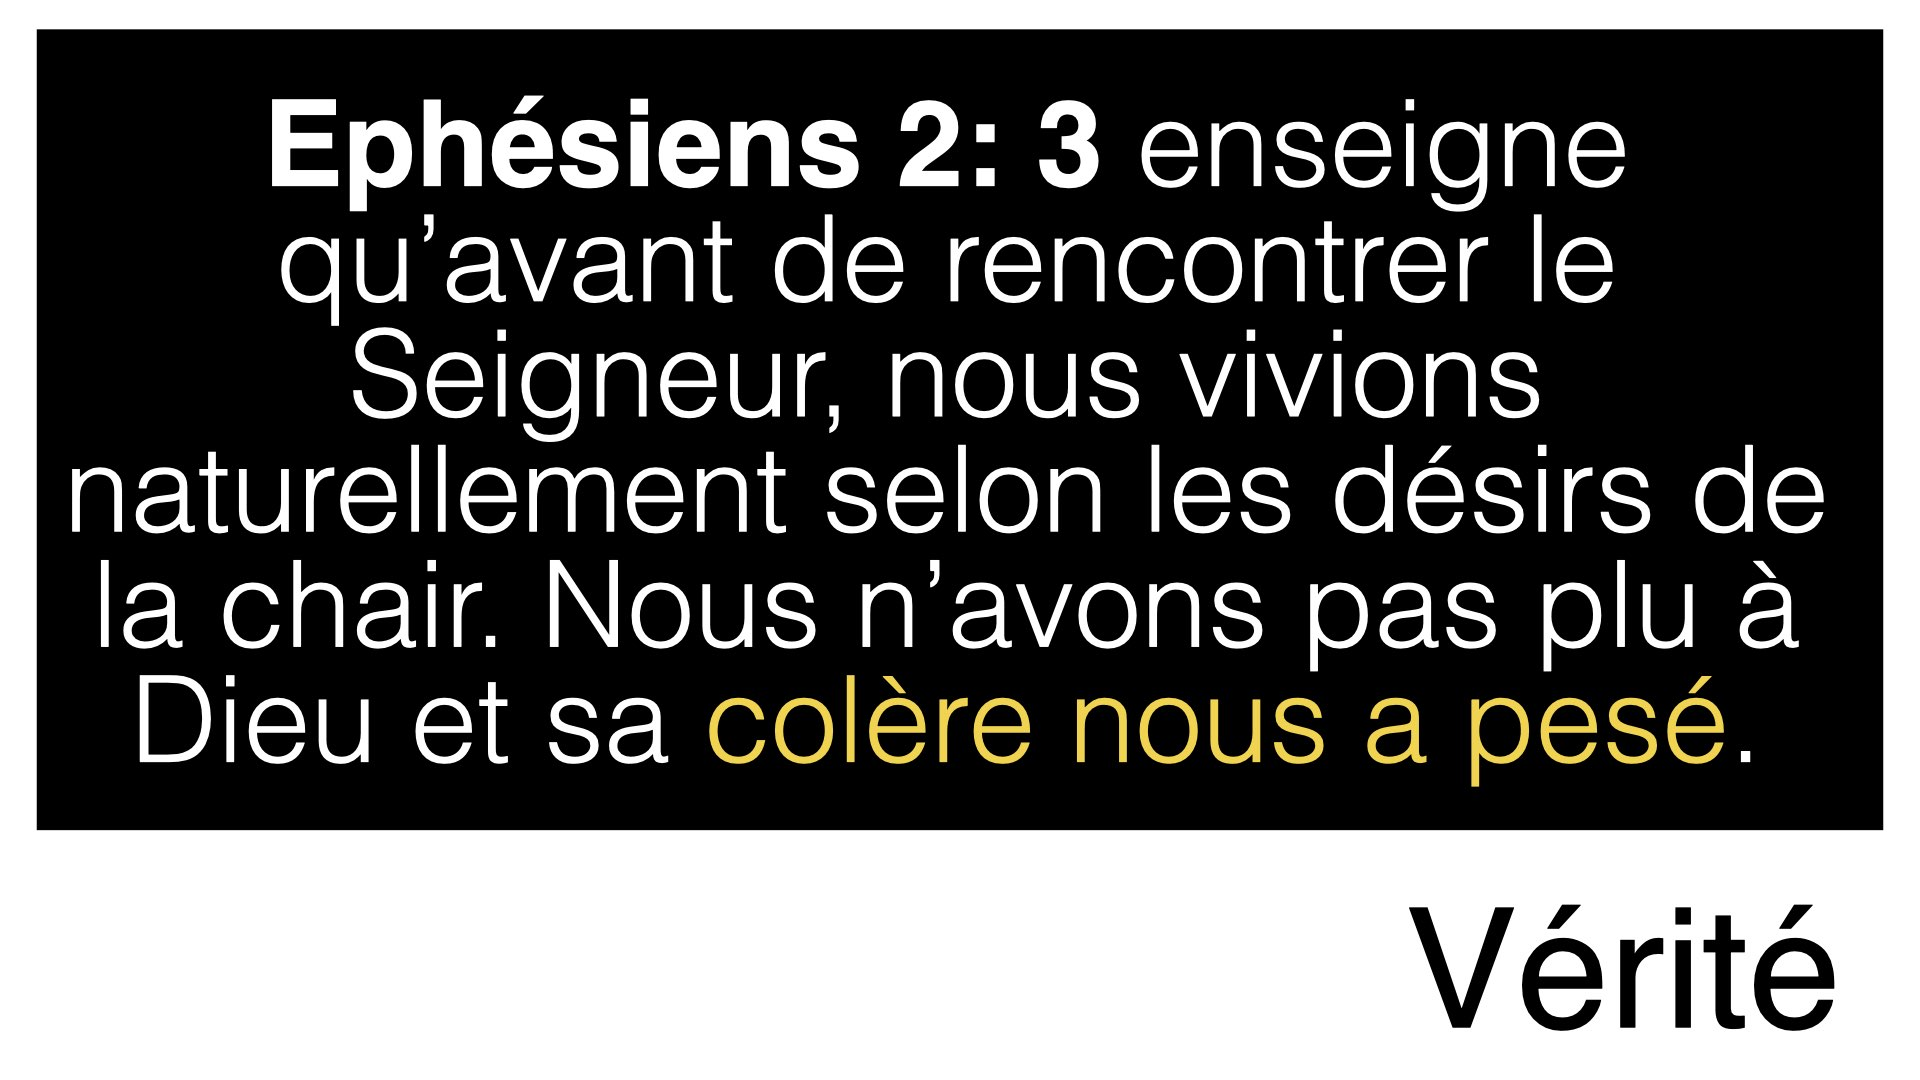 Ephésiens 2: 3 enseigne
qu’avant de rencontrer le
Seigneur, nous vivions
naturellement selon les désirs de
la chair. Nous n’avons pas plu à
Dieu et sa colère nous a pesé.
Vérité